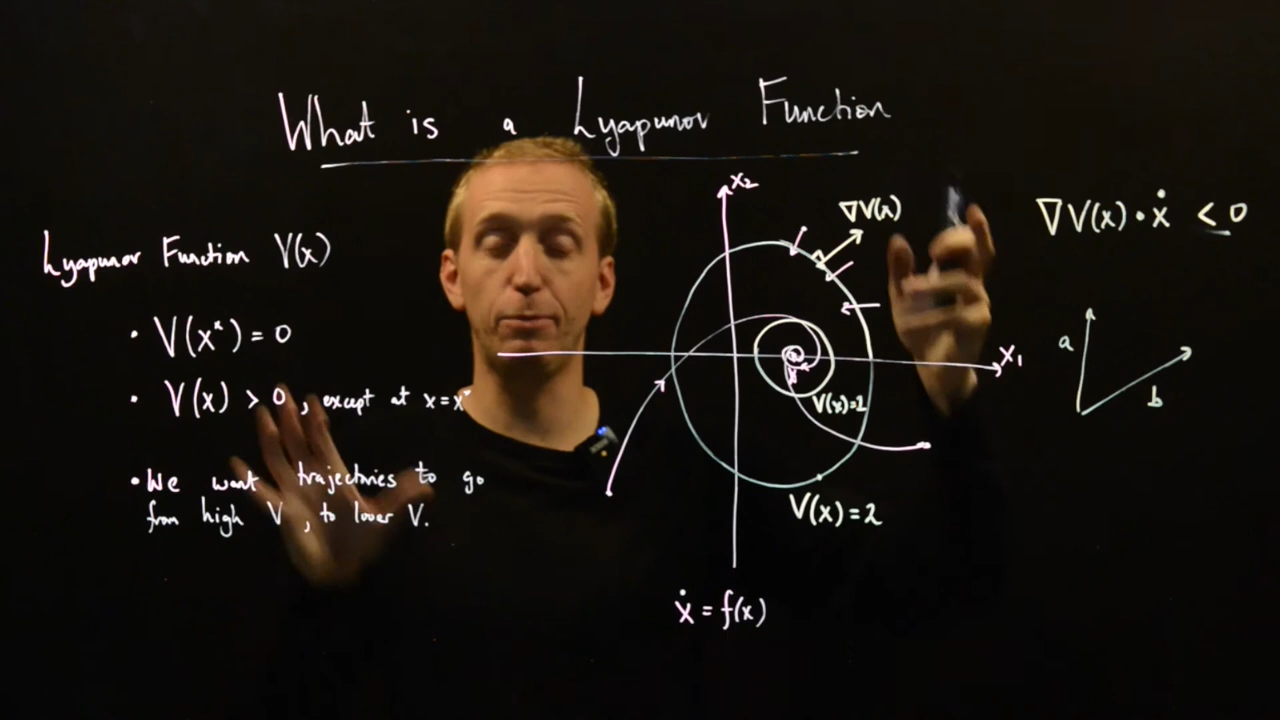 What is a Lyapunov Function
Lyapunov Function V(x)
• V(x*) = 0
• V(x) > 0, except at x = x*
• We want trajectories to go
from high V, to lower V.
x₂
∇V(x)
x₁
V(x)=1
V(x)=2
ẋ = f(x)
∇V(x) • ẋ ≤ 0
a
b